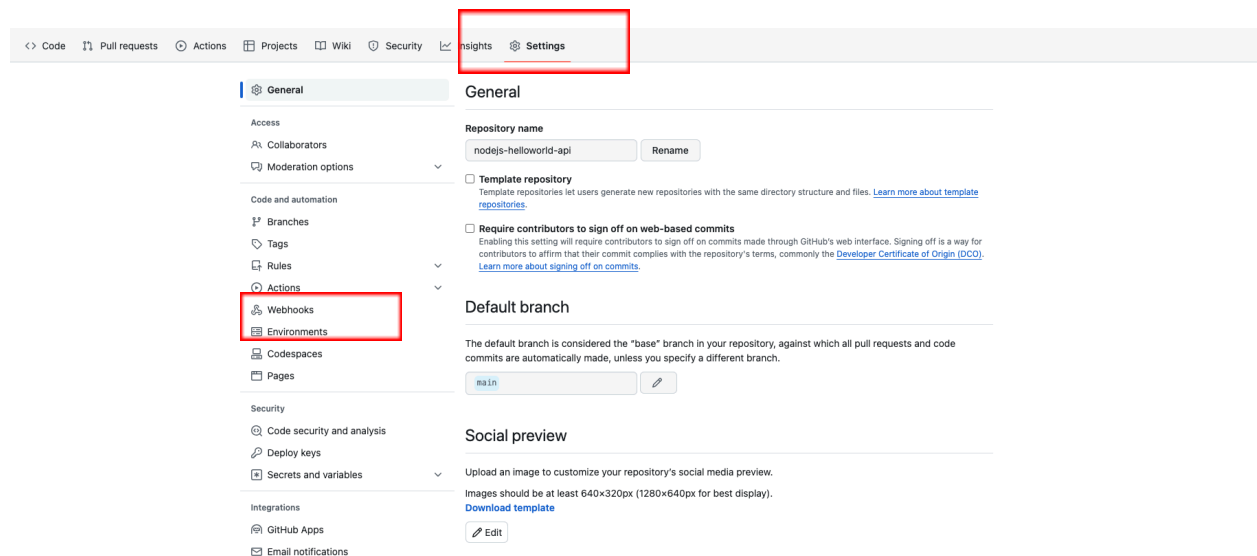 Code Pull requests Actions Projects Wiki Security Insights Settings
General
Access
Collaborators
Moderation options
Code and automation
Branches
Tags
Rules
Actions
Webhooks
Environments
Codespaces
Pages
Security
Code security and analysis
Deploy keys
Secrets and variables
Integrations
GitHub Apps
Email notifications
General
Repository name
nodejs-helloworld-api Rename
Template repository
Template repositories let users generate new repositories with the same directory structure and files. Learn more about template
repositories.
Require contributors to sign off on web-based commits
Enabling this setting will require contributors to sign off on commits made through GitHub's web interface. Signing off is a way for
contributors to affirm that their commit complies with the repository's terms, commonly the Developer Certificate of Origin (DCO).
Learn more about signing off on commits.
Default branch
The default branch is considered the “base” branch in your repository, against which all pull requests and code
commits are automatically made, unless you specify a different branch.
main
Social preview
Upload an image to customize your repository's social media preview.
Images should be at least 640×320px (1280×640px for best display).
Download template
Edit